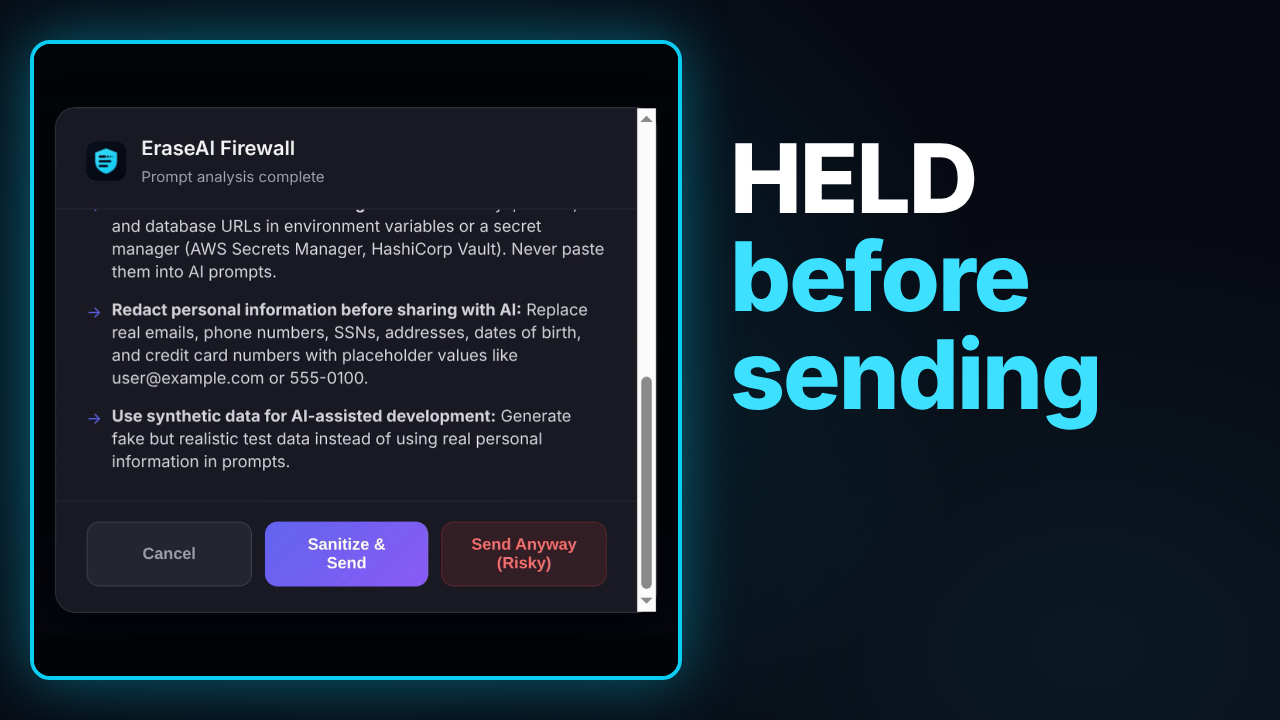 EraseAI Firewall
Prompt analysis complete
and database URLs in environment variables or a secret
manager (AWS Secrets Manager, HashiCorp Vault). Never paste
them into AI prompts.
→ Redact personal information before sharing with AI: Replace
real emails, phone numbers, SSNs, addresses, dates of birth,
and credit card numbers with placeholder values like
user@example.com or 555-0100.
→ Use synthetic data for AI-assisted development: Generate
fake but realistic test data instead of using real personal
information in prompts.
Cancel
Sanitize &
Send
Send Anyway
(Risky)
HELD
before
sending